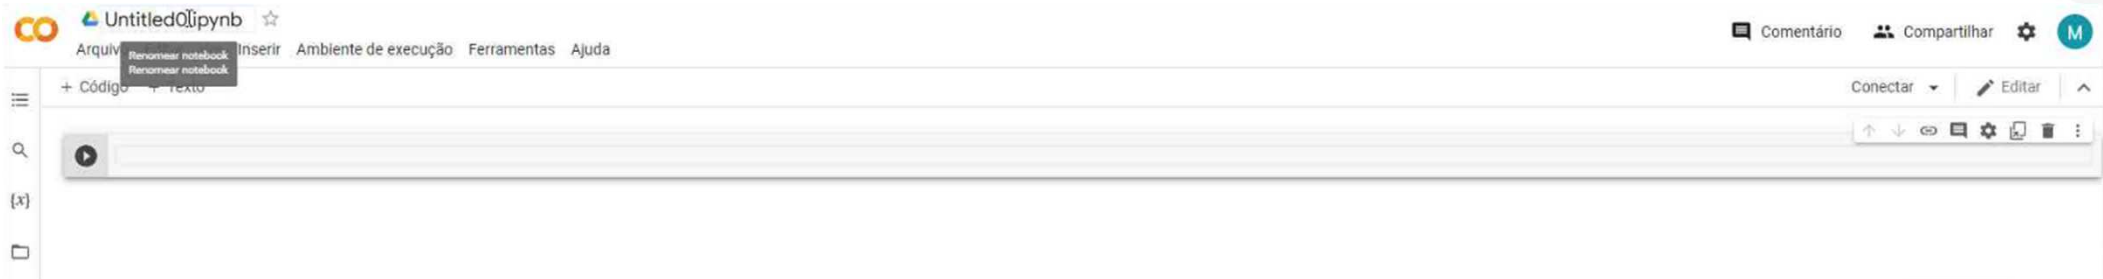 CO Untitled0.ipynb
Comentário Compartilhar M
Arquiv Inserir Ambiente de execução Ferramentas Ajuda
Renomear notebook
Renomear notebook
+ Código + Texto
Conectar Editar
{x}